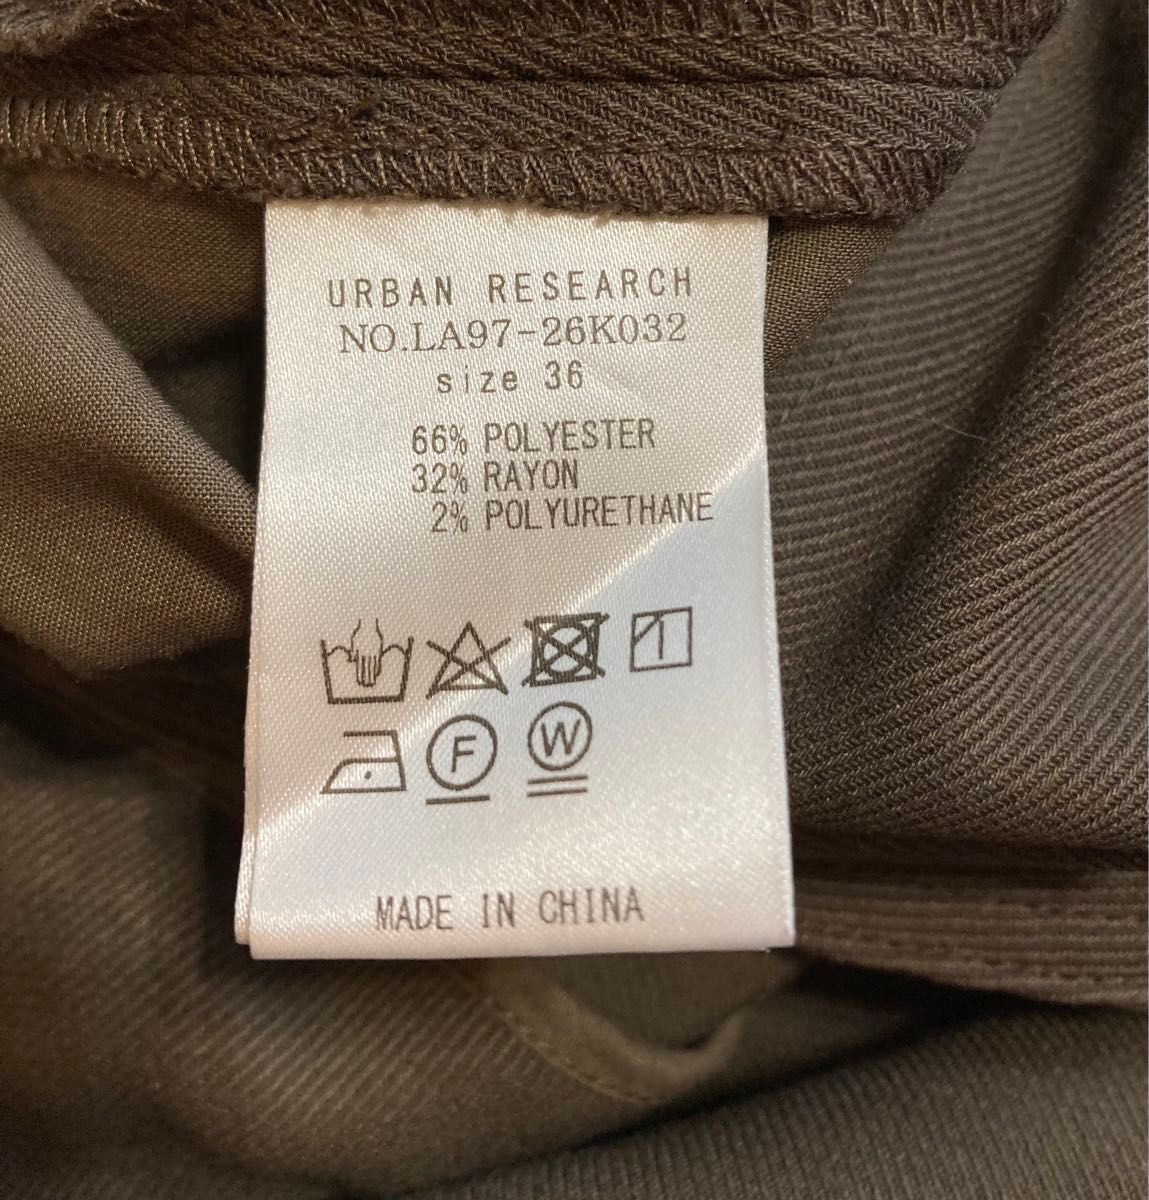 URBAN RESEARCH
NO.LA97-26K032
size 36
66% POLYESTER
32% RAYON
2% POLYURETHANE
F W
MADE IN CHINA